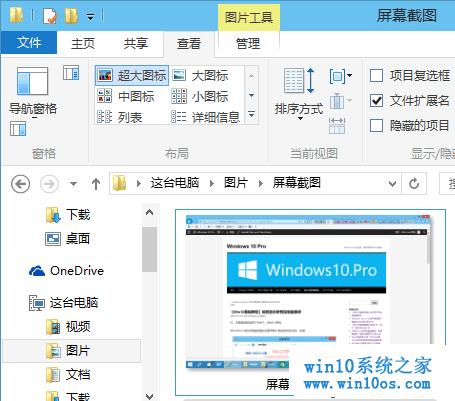 图片工具
屏幕截图
文件 主页 共享 查看 管理
导航窗格
超大图标 大图标
中图标 小图标
列表 详细信息
排序方式
项目复选框
文件扩展名
隐藏的项目
窗格 布局 当前视图 显示/隐
这台电脑 图片 屏幕截图
下载
桌面
OneDrive
这台电脑
视频
图片
文档
下载
Windows 10 Pro
Windows10.Pro
屏幕
win10系统之家
win10os.com